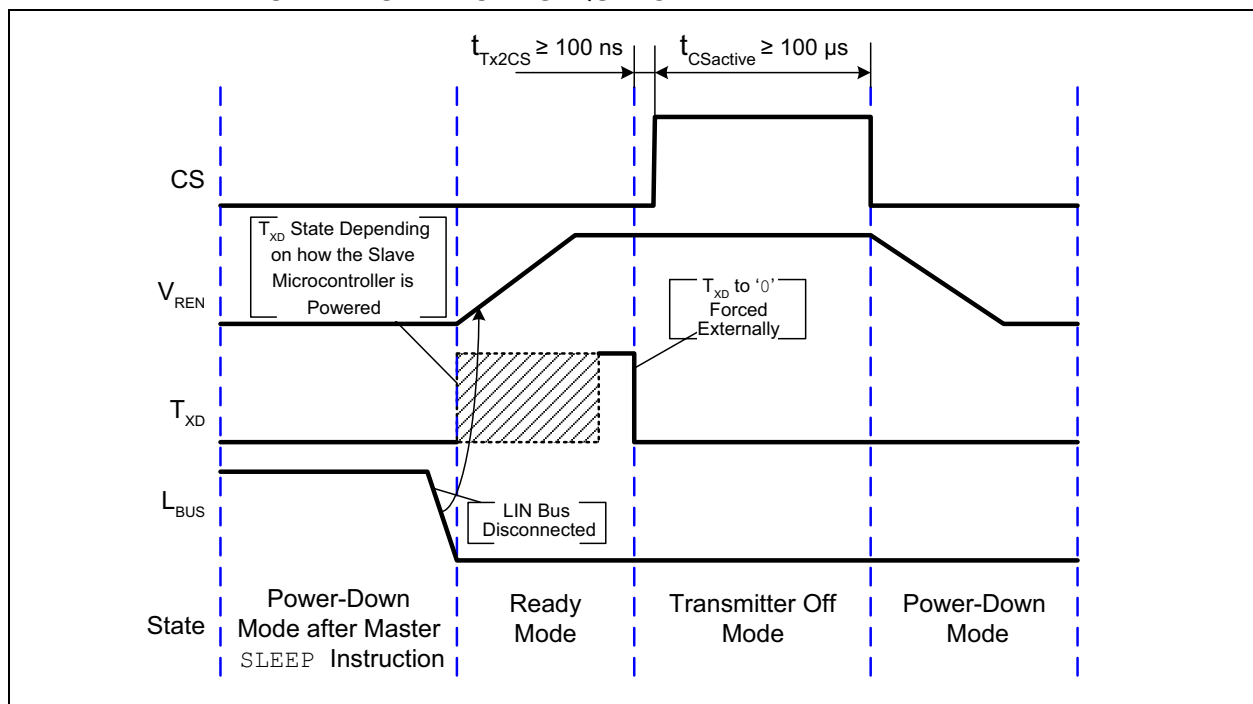 t_Tx2CS ≥ 100 ns
t_CSactive ≥ 100 µs
CS
T_XD State Depending
on how the Slave
Microcontroller is
Powered
V_REN
T_XD to ‘0’
Forced
Externally
T_XD
L_BUS
LIN Bus
Disconnected
State
Power-Down
Mode after Master
SLEEP Instruction
Ready
Mode
Transmitter Off
Mode
Power-Down
Mode